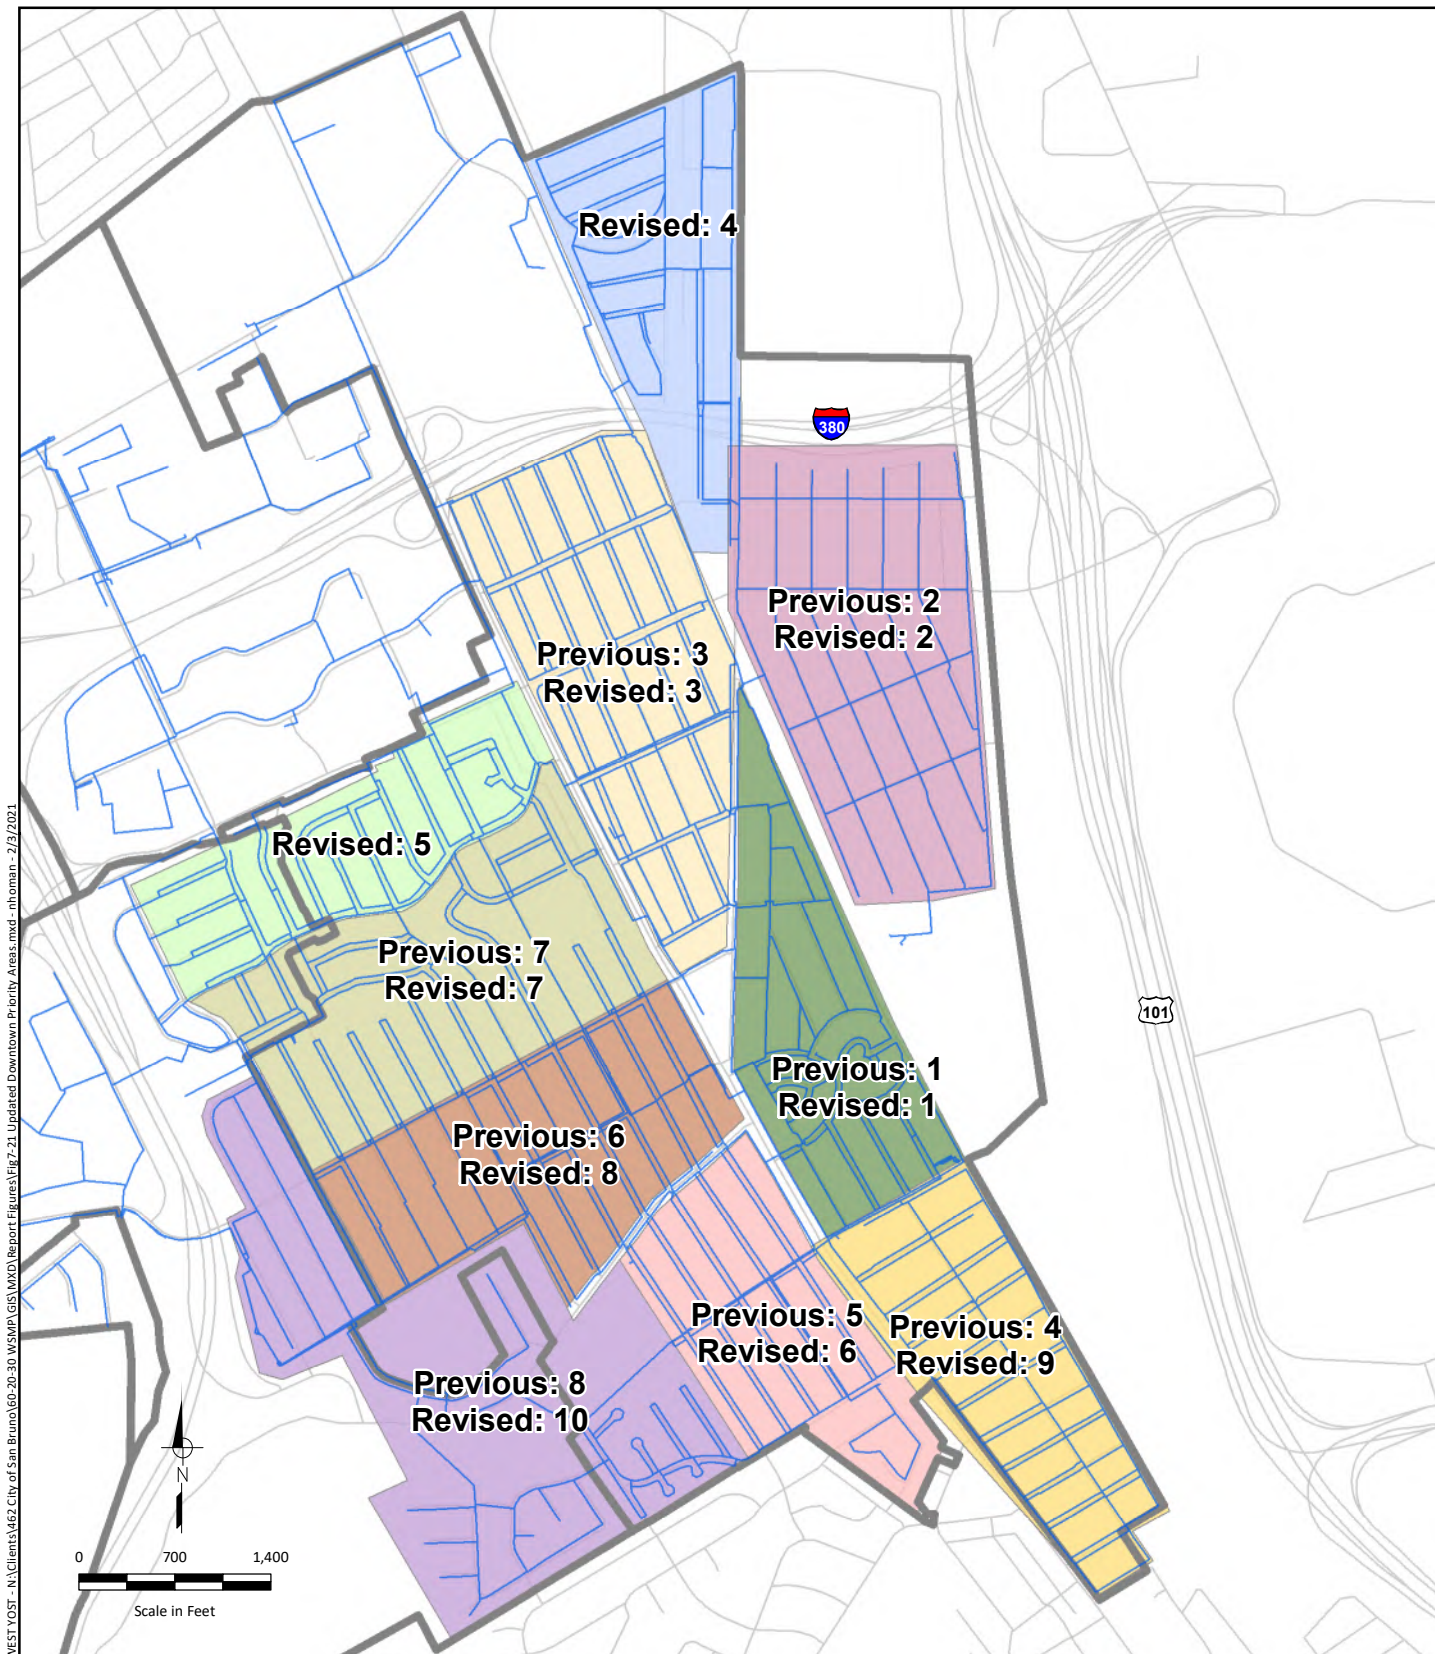 Revised: 4
380
Previous: 2
Revised: 2
Previous: 3
Revised: 3
Revised: 5
Previous: 7
Revised: 7
101
Previous: 1
Revised: 1
Previous: 6
Revised: 8
Previous: 5
Revised: 6
Previous: 4
Revised: 9
Previous: 8
Revised: 10
N
0 700 1,400
Scale in Feet
WEST YOST - N:\Clients\462 City of San Bruno\60-20-30 WSMP\GIS\MXD\Report Figures\Fig7-21 Updated Downtown Priority Areas.mxd - nhoman - 2/3/2021